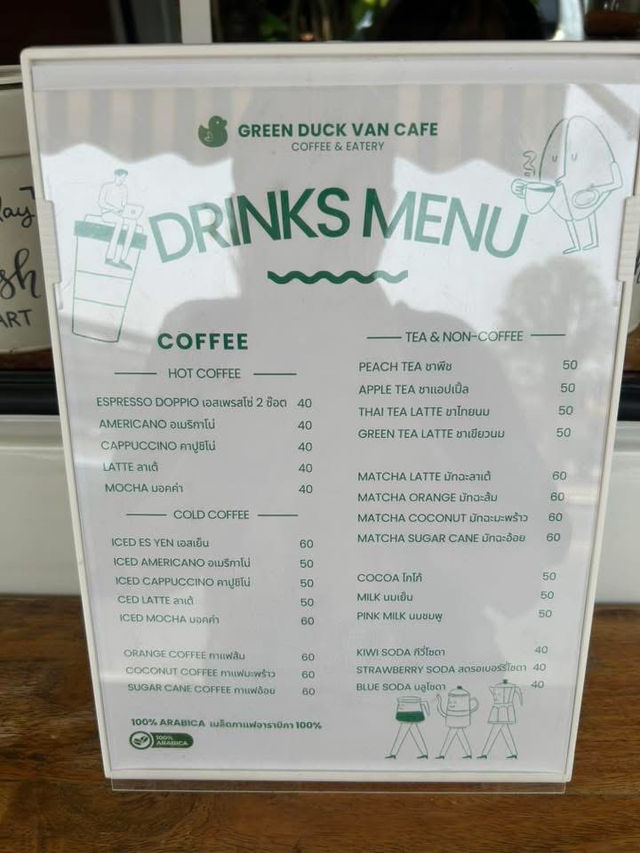 GREEN DUCK VAN CAFE
COFFEE & EATERY
DRINKS MENU
COFFEE
HOT COFFEE
ESPRESSO DOPPIO เอสเพรสโซ่ 2 ช๊อต 40
AMERICANO อเมริกาโน่ 40
CAPPUCCINO คาปูชิโน่ 40
LATTE ลาเต้ 40
MOCHA มอคค่า 40
COLD COFFEE
ICED ES YEN เอสเย็น 60
ICED AMERICANO อเมริกาโน่ 50
ICED CAPPUCCINO คาปูชิโน่ 50
CED LATTE ลาเต้ 50
ICED MOCHA มอคค่า 60
ORANGE COFFEE กาแฟส้ม 60
COCONUT COFFEE กาแฟมะพร้าว 60
SUGAR CANE COFFEE กาแฟอ้อย 60
100% ARABICA เมล็ดกาแฟอาราบิกา 100%
100%
ARABICA
TEA & NON-COFFEE
PEACH TEA ชาพีช 50
APPLE TEA ชาแอปเปิ้ล 50
THAI TEA LATTE ชาไทยนม 50
GREEN TEA LATTE ชาเขียวนม 50
MATCHA LATTE มัทฉะลาเต้ 60
MATCHA ORANGE มัทฉะส้ม 60
MATCHA COCONUT มัทฉะมะพร้าว 60
MATCHA SUGAR CANE มัทฉะอ้อย 60
COCOA โกโก้ 50
MILK นมเย็น 50
PINK MILK นมชมพู 50
KIWI SODA กีวี่โซดา 40
STRAWBERRY SODA สตรอเบอร์รี่โซดา 40
BLUE SODA บลูโซดา 40
ART